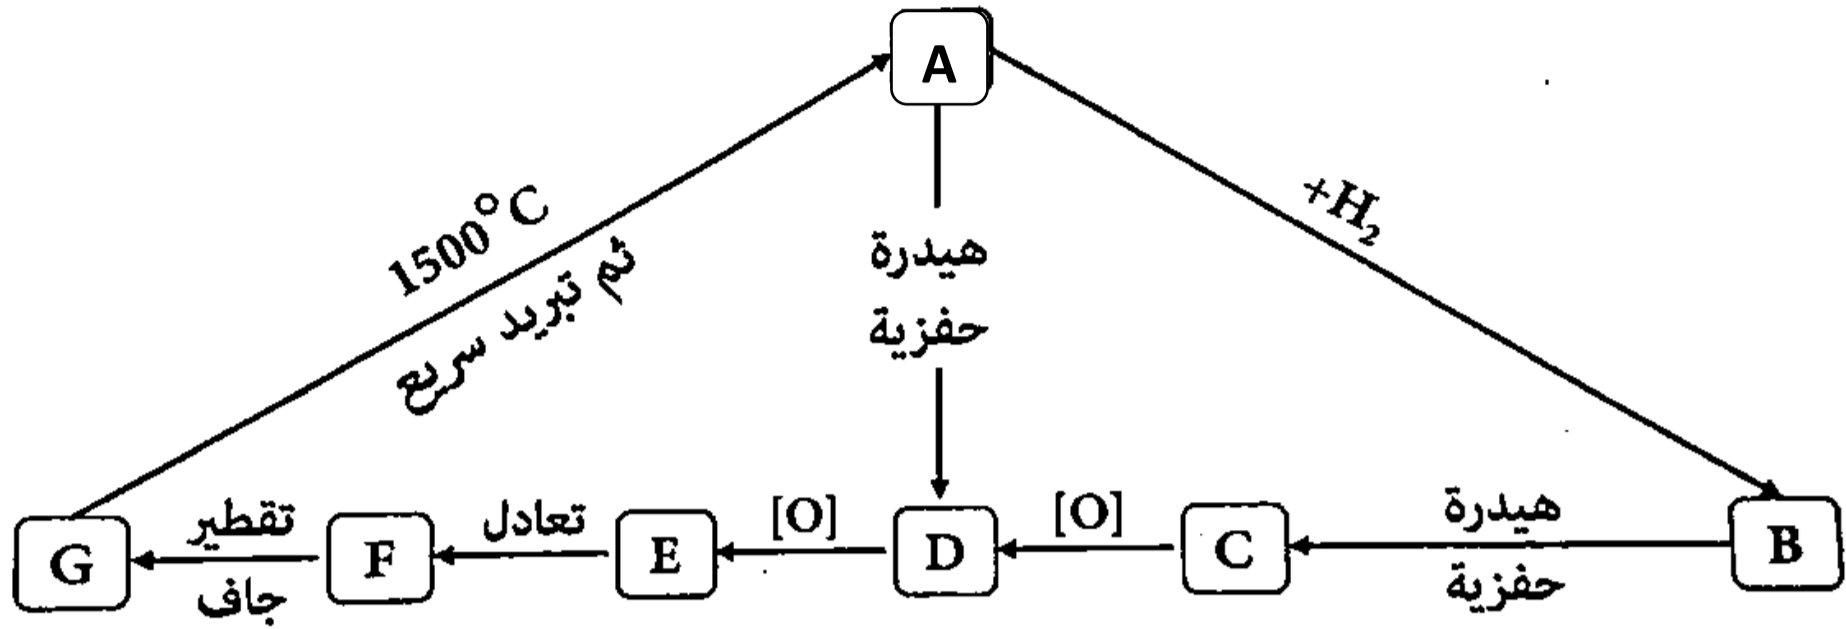 A
1500°C
ثم تبريد سريع
+H₂
هيدرة
حفزية
G
تقطير
جاف
F
تعادل
E
[O]
D
[O]
C
هيدرة
حفزية
B